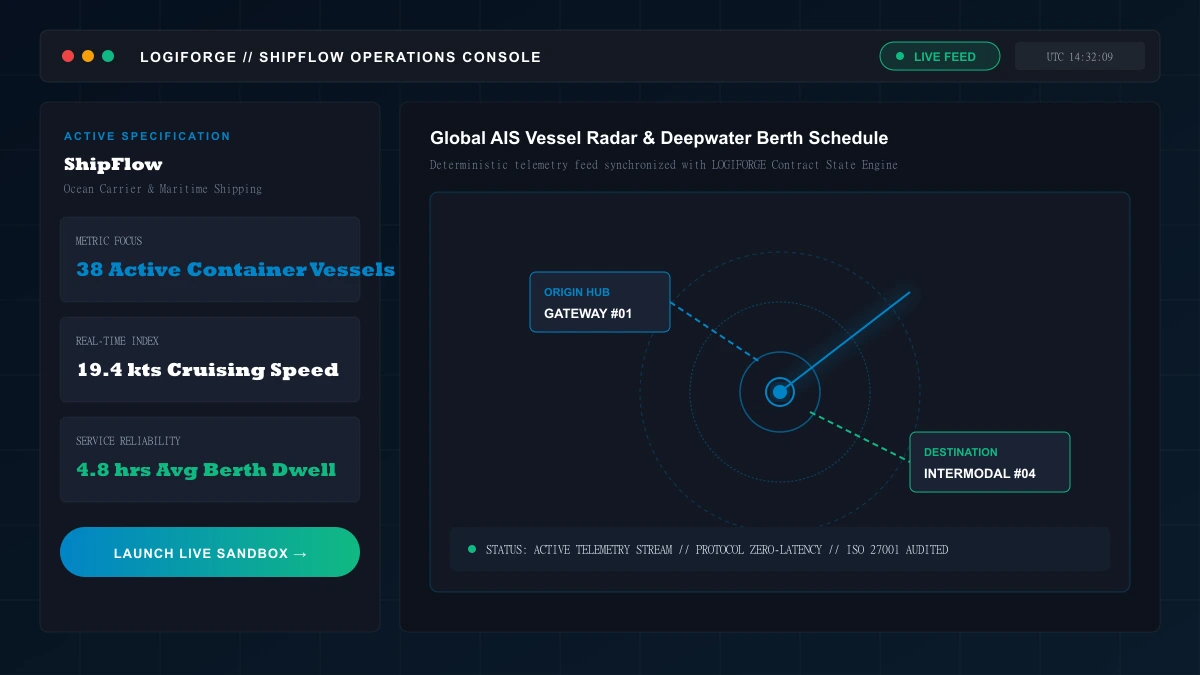 LOGIFORGE // SHIPFLOW OPERATIONS CONSOLE
LIVE FEED
UTC 14:32:09
ACTIVE SPECIFICATION
ShipFlow
Ocean Carrier & Maritime Shipping
METRIC FOCUS
38 Active Container Vessels
REAL-TIME INDEX
19.4 kts Cruising Speed
SERVICE RELIABILITY
4.8 hrs Avg Berth Dwell
LAUNCH LIVE SANDBOX →
Global AIS Vessel Radar & Deepwater Berth Schedule
Deterministic telemetry feed synchronized with LOGIFORGE Contract State Engine
ORIGIN HUB
GATEWAY #01
DESTINATION
INTERMODAL #04
STATUS: ACTIVE TELEMETRY STREAM // PROTOCOL ZERO-LATENCY // ISO 27001 AUDITED